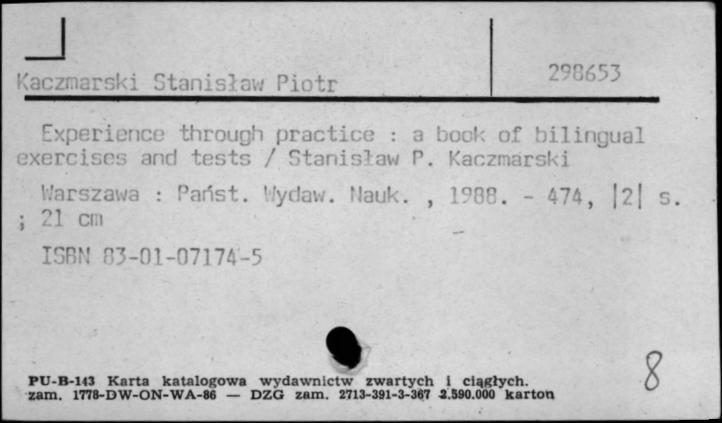 Kaczmarski Stanisław Piotr
298653
Experience through practice : a book of bilingual
exercises and tests / Stanisław P. Kaczmarski
Warszawa : Państ. Wydaw. Nauk. , 1988. - 474, |2| s.
; 21 cm
ISBN 83-01-07174-5
8
PU-B-143 Karta katalogowa wydawnictw zwartych i ciągłych.
zam. 1778-DW-ON-WA-86 — DZG zam. 2713-391-3-367 2.590.000 karton